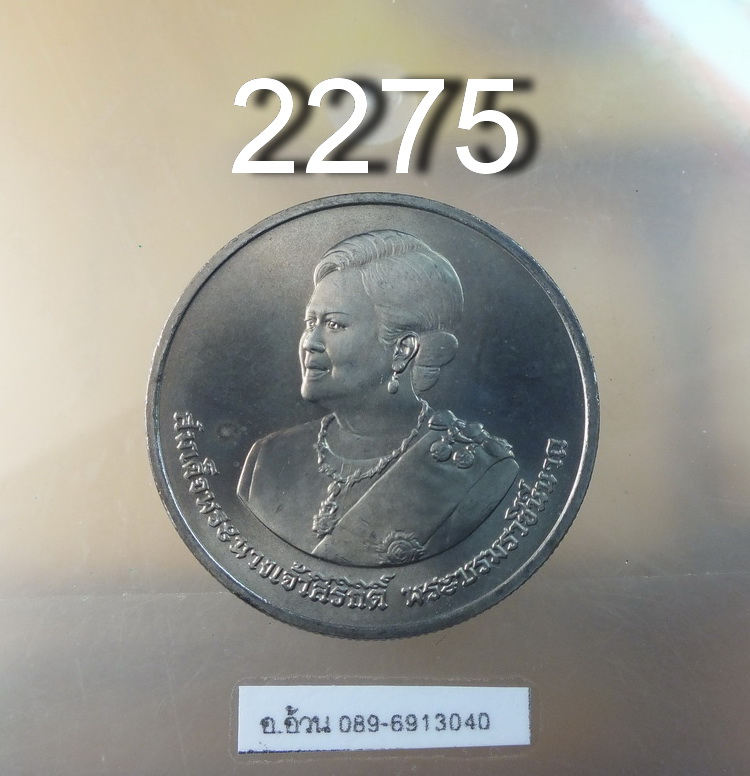 2275
สมเด็จพระนางเจ้าสิริกิติ์ พระบรมราชินีนาถ
อ.อ้วน 089-6913040